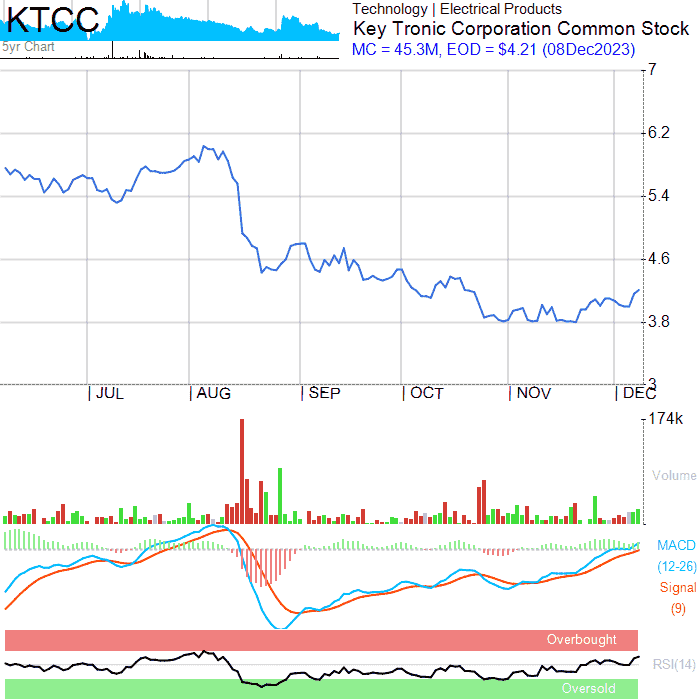 KTCC
5yr Chart
Technology | Electrical Products
Key Tronic Corporation Common Stock
MC = 45.3M, EOD = $4.21 (08Dec2023)
7
6.2
5.4
4.6
3.8
3
JUL AUG SEP OCT NOV DEC
174k
Volume
MACD
(12-26)
Signal
(9)
Overbought
RSI(14)
Oversold